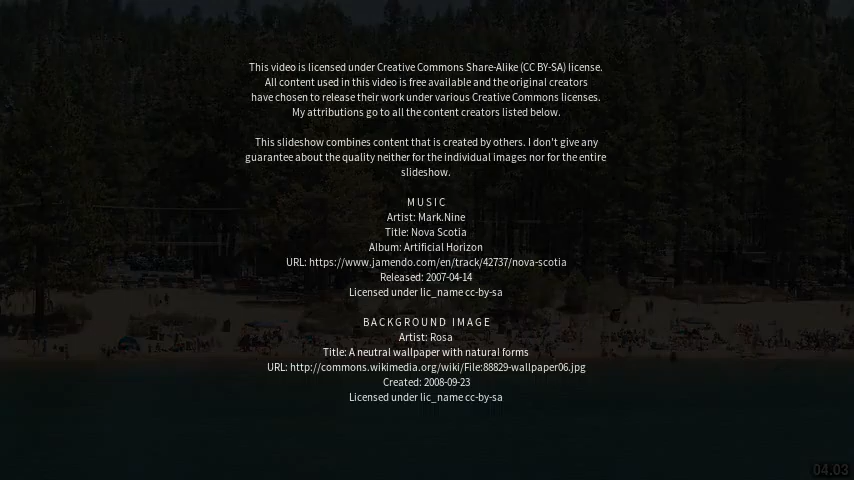 This video is licensed under Creative Commons Share-Alike (CC BY-SA) license.
All content used in this video is free available and the original creators
have chosen to release their work under various Creative Commons licenses.
My attributions go to all the content creators listed below.
This slideshow combines content that is created by others. I don't give any
guarantee about the quality neither for the individual images nor for the entire
slideshow.
MUSIC
Artist: Mark.Nine
Title: Nova Scotia
Album: Artificial Horizon
URL: https://www.jamendo.com/en/track/42737/nova-scotia
Released: 2007-04-14
Licensed under lic_name cc-by-sa
BACKGROUND IMAGE
Artist: Rosa
Title: A neutral wallpaper with natural forms
URL: http://commons.wikimedia.org/wiki/File:88829-wallpaper06.jpg
Created: 2008-09-23
Licensed under lic_name cc-by-sa
04.03